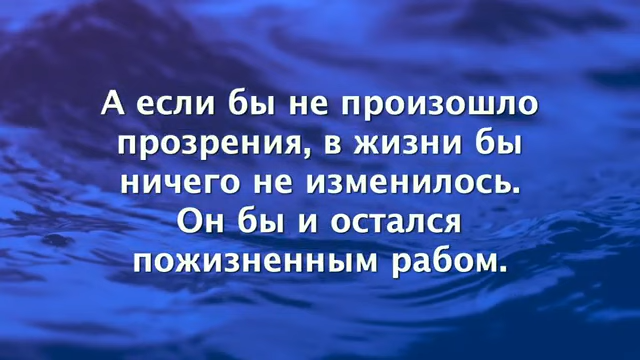 А если бы не произошло
прозрения, в жизни бы
ничего не изменилось.
Он бы и остался
пожизненным рабом.